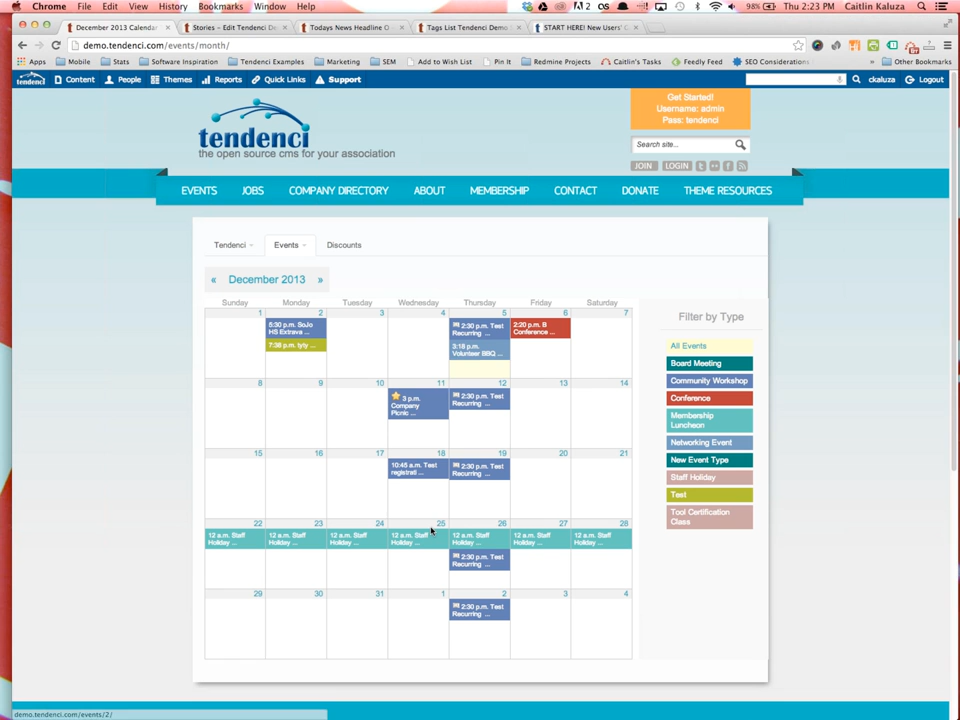 Chrome File Edit View History Bookmarks Window Help 2 98% Thu 2:23 PM Caitlin Kaluza
December 2013 Calenda
Stories – Edit Tendenci De
Todays News Headline O
Tags List Tendenci Demo
START HERE! New Users' G
demo.tendenci.com/events/month/
Apps Mobile Stats Software Inspiration Tendenci Examples Marketing SEM Add to Wish List Pin It Redmine Projects Caitlin's Tasks Feedly Feed SEO Considerations » Other Bookmarks
tendenci Content People Themes Reports Quick Links Support ckaluza Logout
Get Started!
Username: admin
Pass: tendenci
tendenci
the open source cms for your association
Search site...
JOIN LOGIN
EVENTS JOBS COMPANY DIRECTORY ABOUT MEMBERSHIP CONTACT DONATE THEME RESOURCES
Tendenci Events Discounts
« December 2013 »
Sunday Monday Tuesday Wednesday Thursday Friday Saturday
1 2 3 4 5 6 7
5:30 p.m. SoJo
HS Extrava ...
7:38 p.m. tyty ...
2:30 p.m. Test
Recurring ...
3:18 p.m.
Volunteer BBQ ...
2:20 p.m. B
Conference ...
8 9 10 11 12 13 14
3 p.m.
Company
Picnic ...
2:30 p.m. Test
Recurring ...
15 16 17 18 19 20 21
10:45 a.m. Test
registrati ...
2:30 p.m. Test
Recurring ...
22 23 24 25 26 27 28
12 a.m. Staff
Holiday ...
12 a.m. Staff
Holiday ...
12 a.m. Staff
Holiday ...
12 a.m. Staff
Holiday ...
12 a.m. Staff
Holiday ...
12 a.m. Staff
Holiday ...
12 a.m. Staff
Holiday ...
2:30 p.m. Test
Recurring ...
29 30 31 1 2 3 4
2:30 p.m. Test
Recurring ...
Filter by Type
All Events
Board Meeting
Community Workshop
Conference
Membership
Luncheon
Networking Event
New Event Type
Staff Holiday
Test
Tool Certification
Class
demo.tendenci.com/events/2/